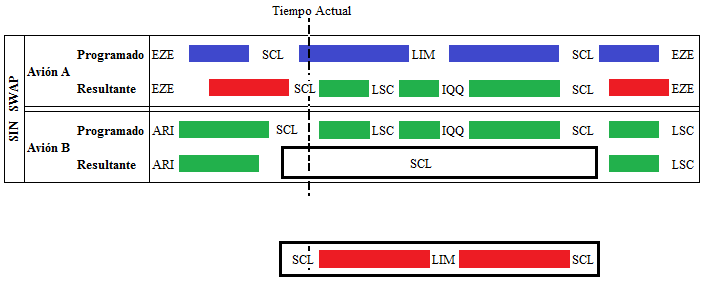 Tiempo Actual
SIN SWAP
Avión A
Programado EZE SCL LIM SCL EZE
Resultante EZE SCL LSC IQQ SCL EZE
Avión B
Programado ARI SCL LSC IQQ SCL LSC
Resultante ARI SCL LSC
SCL LIM SCL